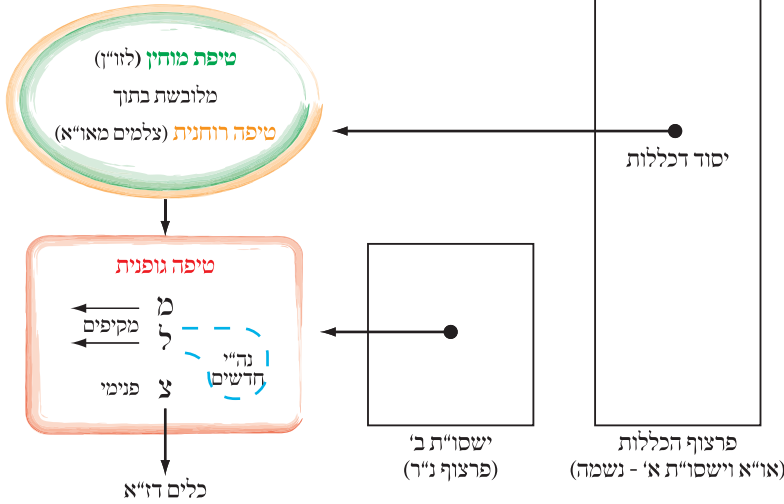 טיפת מוחין (לזו"ן)
מלובשת בתוך
טיפה רוחנית (צלמים מאו"א)
יסוד דכללות
טיפה גופנית
מ
מקיפים
ל
נה"י
חדשים
צ פנימי
כלים דז"א
ישסו"ת ב'
(פרצוף נ"ר)
פרצוף הכללות
(או"א וישסו"ת א' - נשמה)